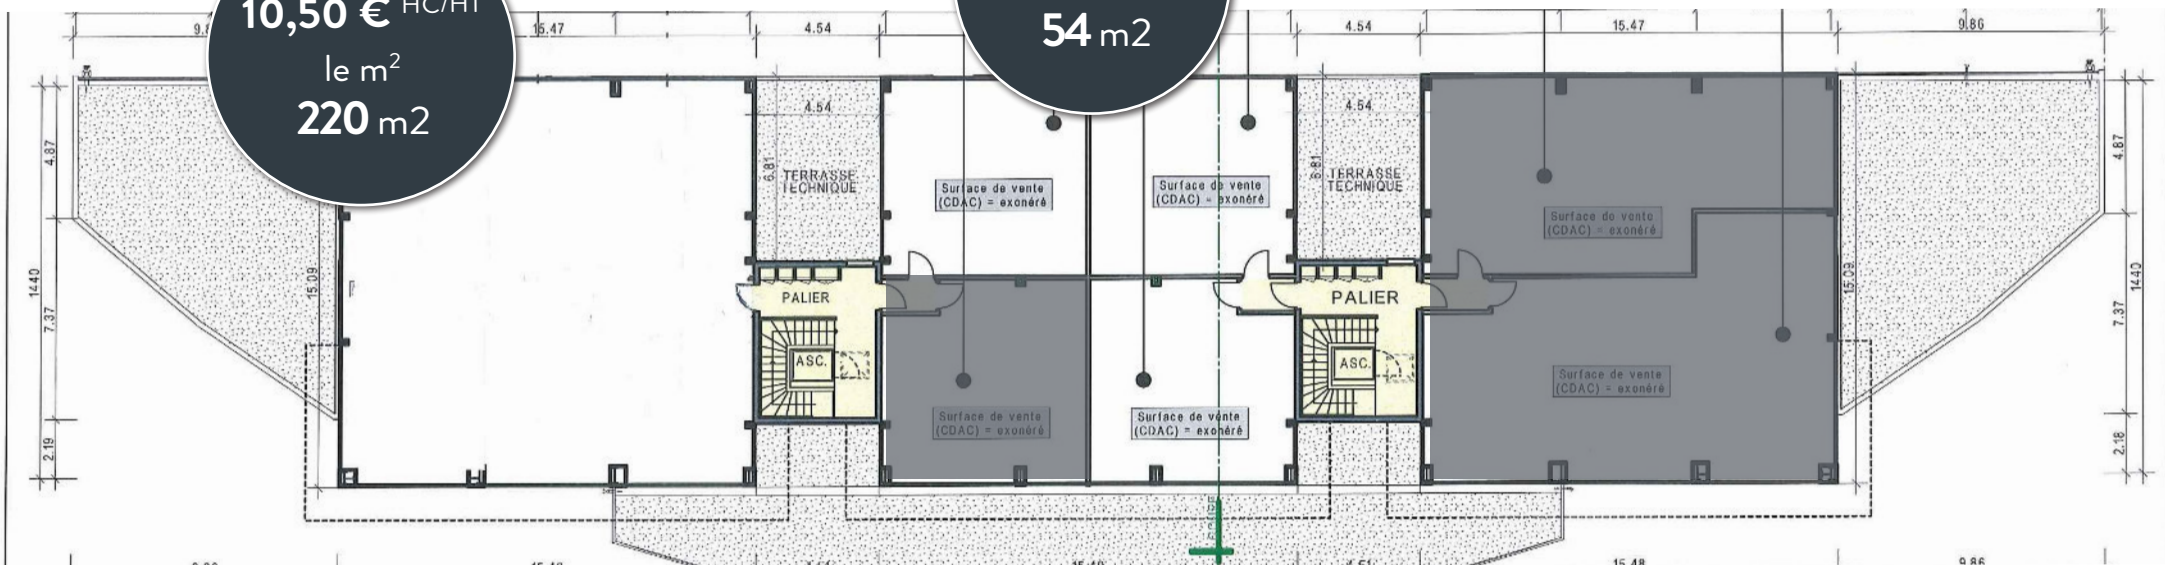 10,50 € HC/HT
le m²
220 m2
54 m2
15.47
4.54
4.54
15.47
9.86
4.87
14.40
7.37
2.19
15.09
4.54
6.81
TERRASSE
TECHNIQUE
Surface de vente
(CDAC) = exonéré
Surface de vente
(CDAC) = exonéré
4.54
6.81
TERRASSE
TECHNIQUE
Surface de vente
(CDAC) = exonéré
PALIER
ASC.
PALIER
ASC.
Surface de vente
(CDAC) = exonéré
Surface de vente
(CDAC) = exonéré
Surface de vente
(CDAC) = exonéré
15.09
4.87
14.40
7.37
2.18
15.48
9.86